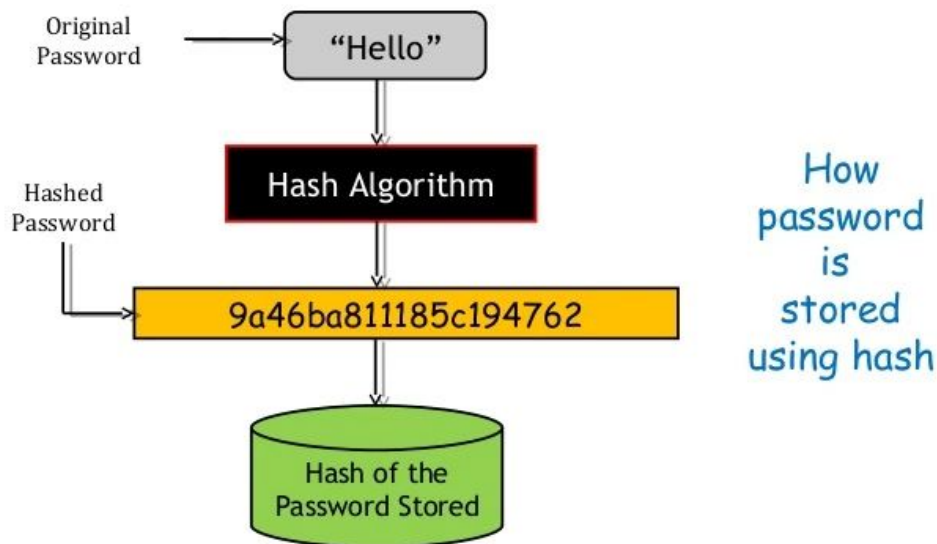 Original
Password
“Hello”
Hash Algorithm
Hashed
Password
9a46ba811185c194762
Hash of the
Password Stored
How
password
is
stored
using hash